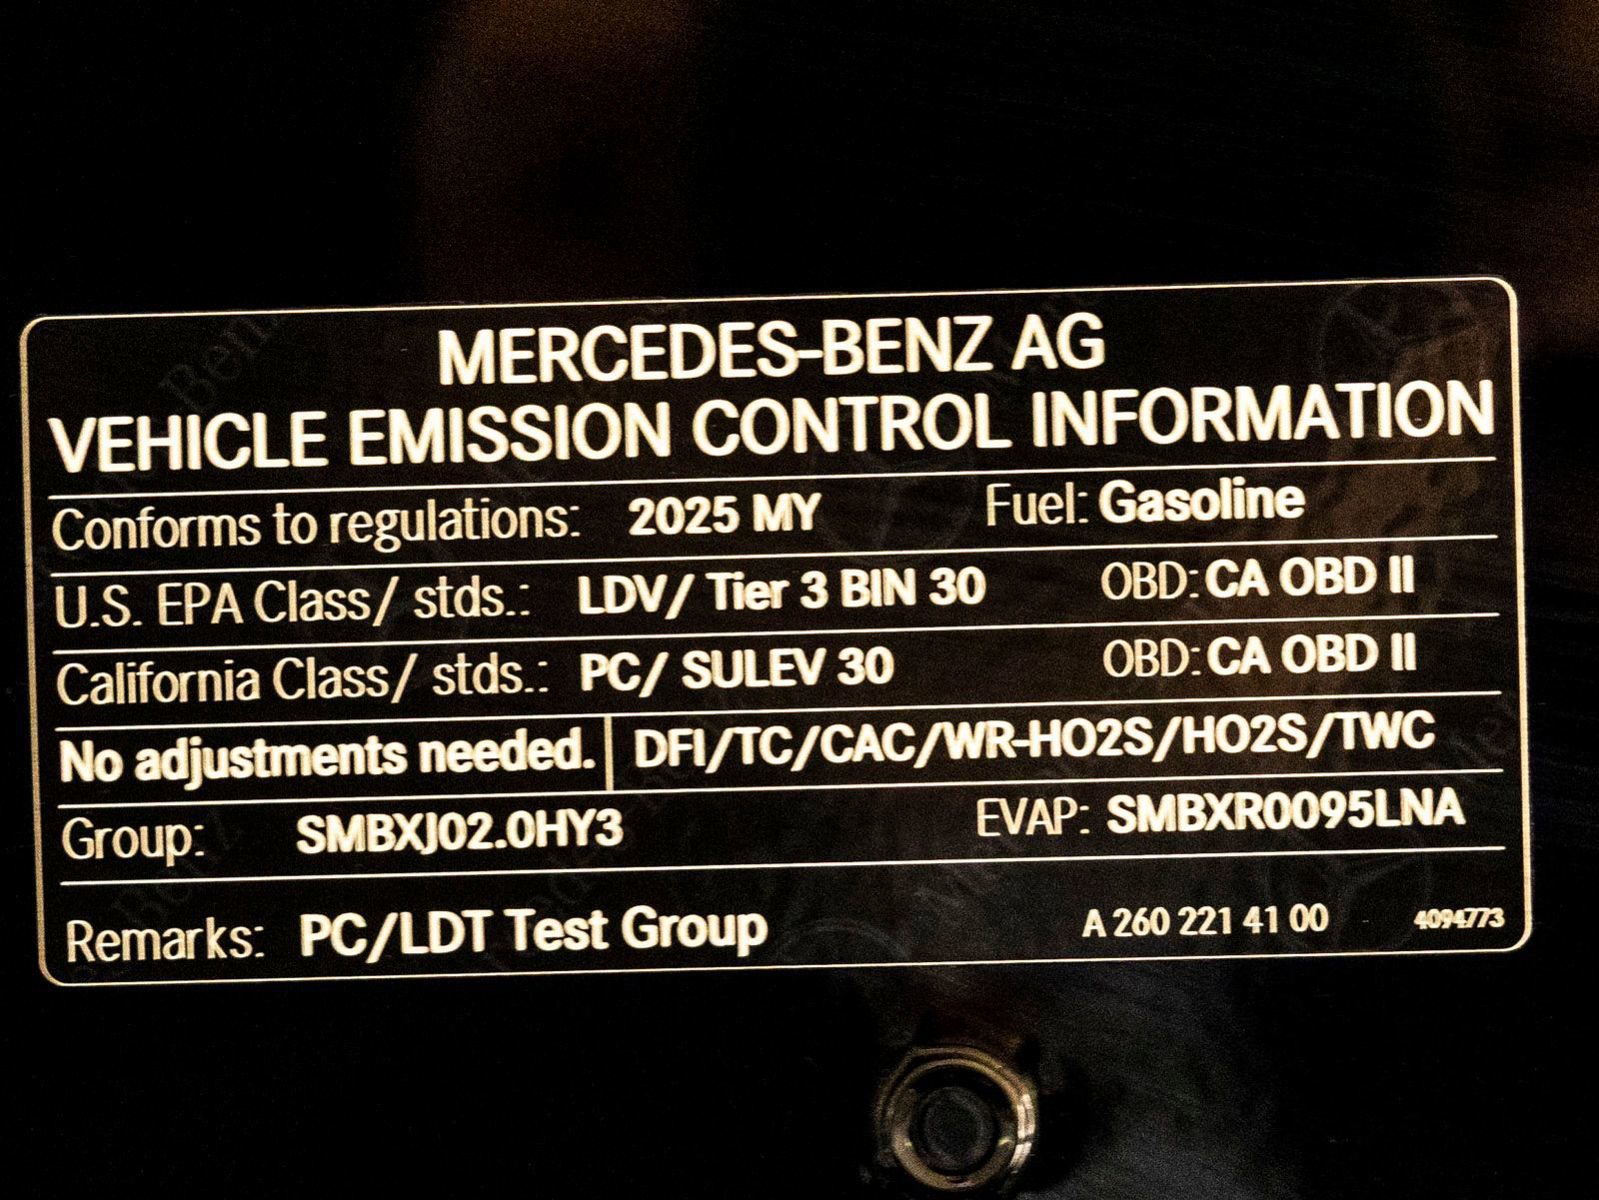 MERCEDES-BENZ AG
VEHICLE EMISSION CONTROL INFORMATION
Conforms to regulations: 2025 MY Fuel: Gasoline
U.S. EPA Class/ stds.: LDV/ Tier 3 BIN 30 OBD: CA OBD II
California Class/ stds.: PC/ SULEV 30 OBD: CA OBD II
No adjustments needed. DFI/TC/CAC/WR-HO2S/HO2S/TWC
Group: SMBXJ02.0HY3 EVAP: SMBXR0095LNA
Remarks: PC/LDT Test Group A 260 221 41 00 4094773